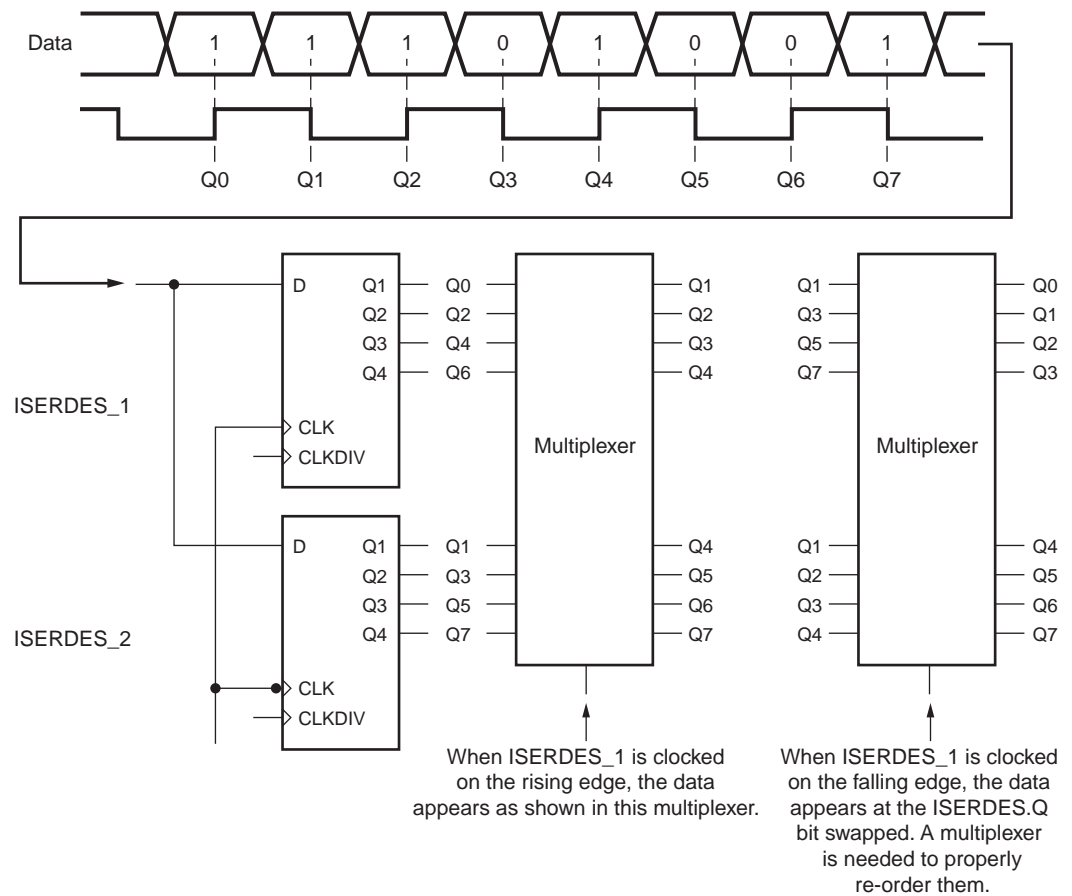 Data 1 1 1 0 1 0 0 1
Q0 Q1 Q2 Q3 Q4 Q5 Q6 Q7
D Q1 Q0 Q1 Q1 Q0
Q2 Q2 Q2 Q3 Q1
Q3 Q4 Q3 Q5 Q2
Q4 Q6 Q4 Q7 Q3
ISERDES_1
CLK
CLKDIV
Multiplexer Multiplexer
D Q1 Q1 Q4 Q1 Q4
Q2 Q3 Q5 Q2 Q5
Q3 Q5 Q6 Q3 Q6
Q4 Q7 Q7 Q4 Q7
ISERDES_2
CLK
CLKDIV
When ISERDES_1 is clocked
on the rising edge, the data
appears as shown in this multiplexer.
When ISERDES_1 is clocked
on the falling edge, the data
appears at the ISERDES.Q
bit swapped. A multiplexer
is needed to properly
re-order them.